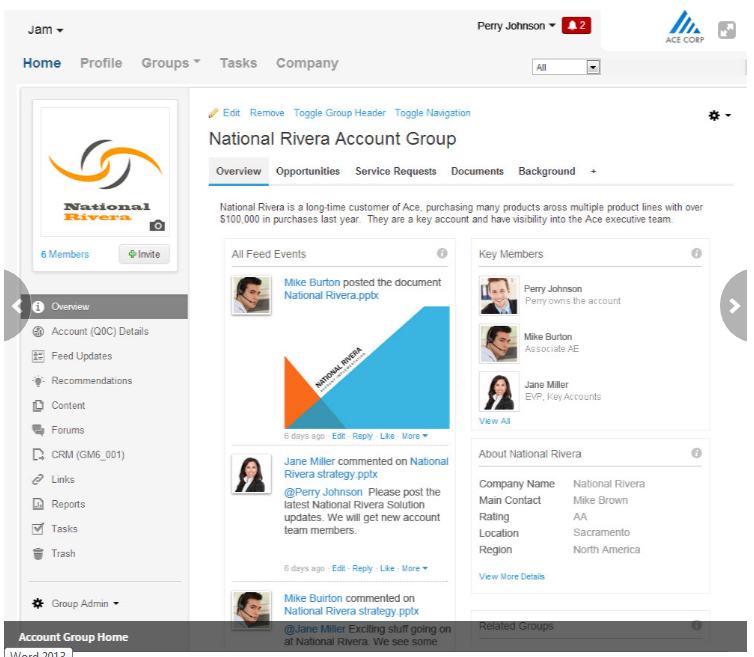 Jam
Perry Johnson
2
ACE CORP
Home Profile Groups Tasks Company
All
National
Rivera
6 Members
Invite
Overview
Account (Q0C) Details
Feed Updates
Recommendations
Content
Forums
CRM (GM6_001)
Links
Reports
Tasks
Trash
Group Admin
Edit Remove Toggle Group Header Toggle Navigation
National Rivera Account Group
Overview Opportunities Service Requests Documents Background +
National Rivera is a long-time customer of Ace, purchasing many products aross multiple product lines with over
$100,000 in purchases last year. They are a key account and have visibility into the Ace executive team.
All Feed Events
Mike Burton posted the document
National Rivera.pptx
NATIONAL RIVERA
ACCOUNT IMPLEMENTATION
6 days ago · Edit · Reply · Like · More
Jane Miller commented on National
Rivera strategy.pptx
@Perry Johnson Please post the
latest National Rivera Solution
updates. We will get new account
team members.
6 days ago · Edit · Reply · Like · More
Mike Buirton commented on
National Rivera strategy.pptx
@Jane Miller Exciting stuff going on
at National Rivera. We see some
Key Members
Perry Johnson
Perry owns the account
Mike Burton
Associate AE
Jane Miller
EVP, Key Accounts
View All
About National Rivera
Company Name National Rivera
Main Contact Mike Brown
Rating AA
Location Sacramento
Region North America
View More Details
Related Groups
Account Group Home
Word 2013